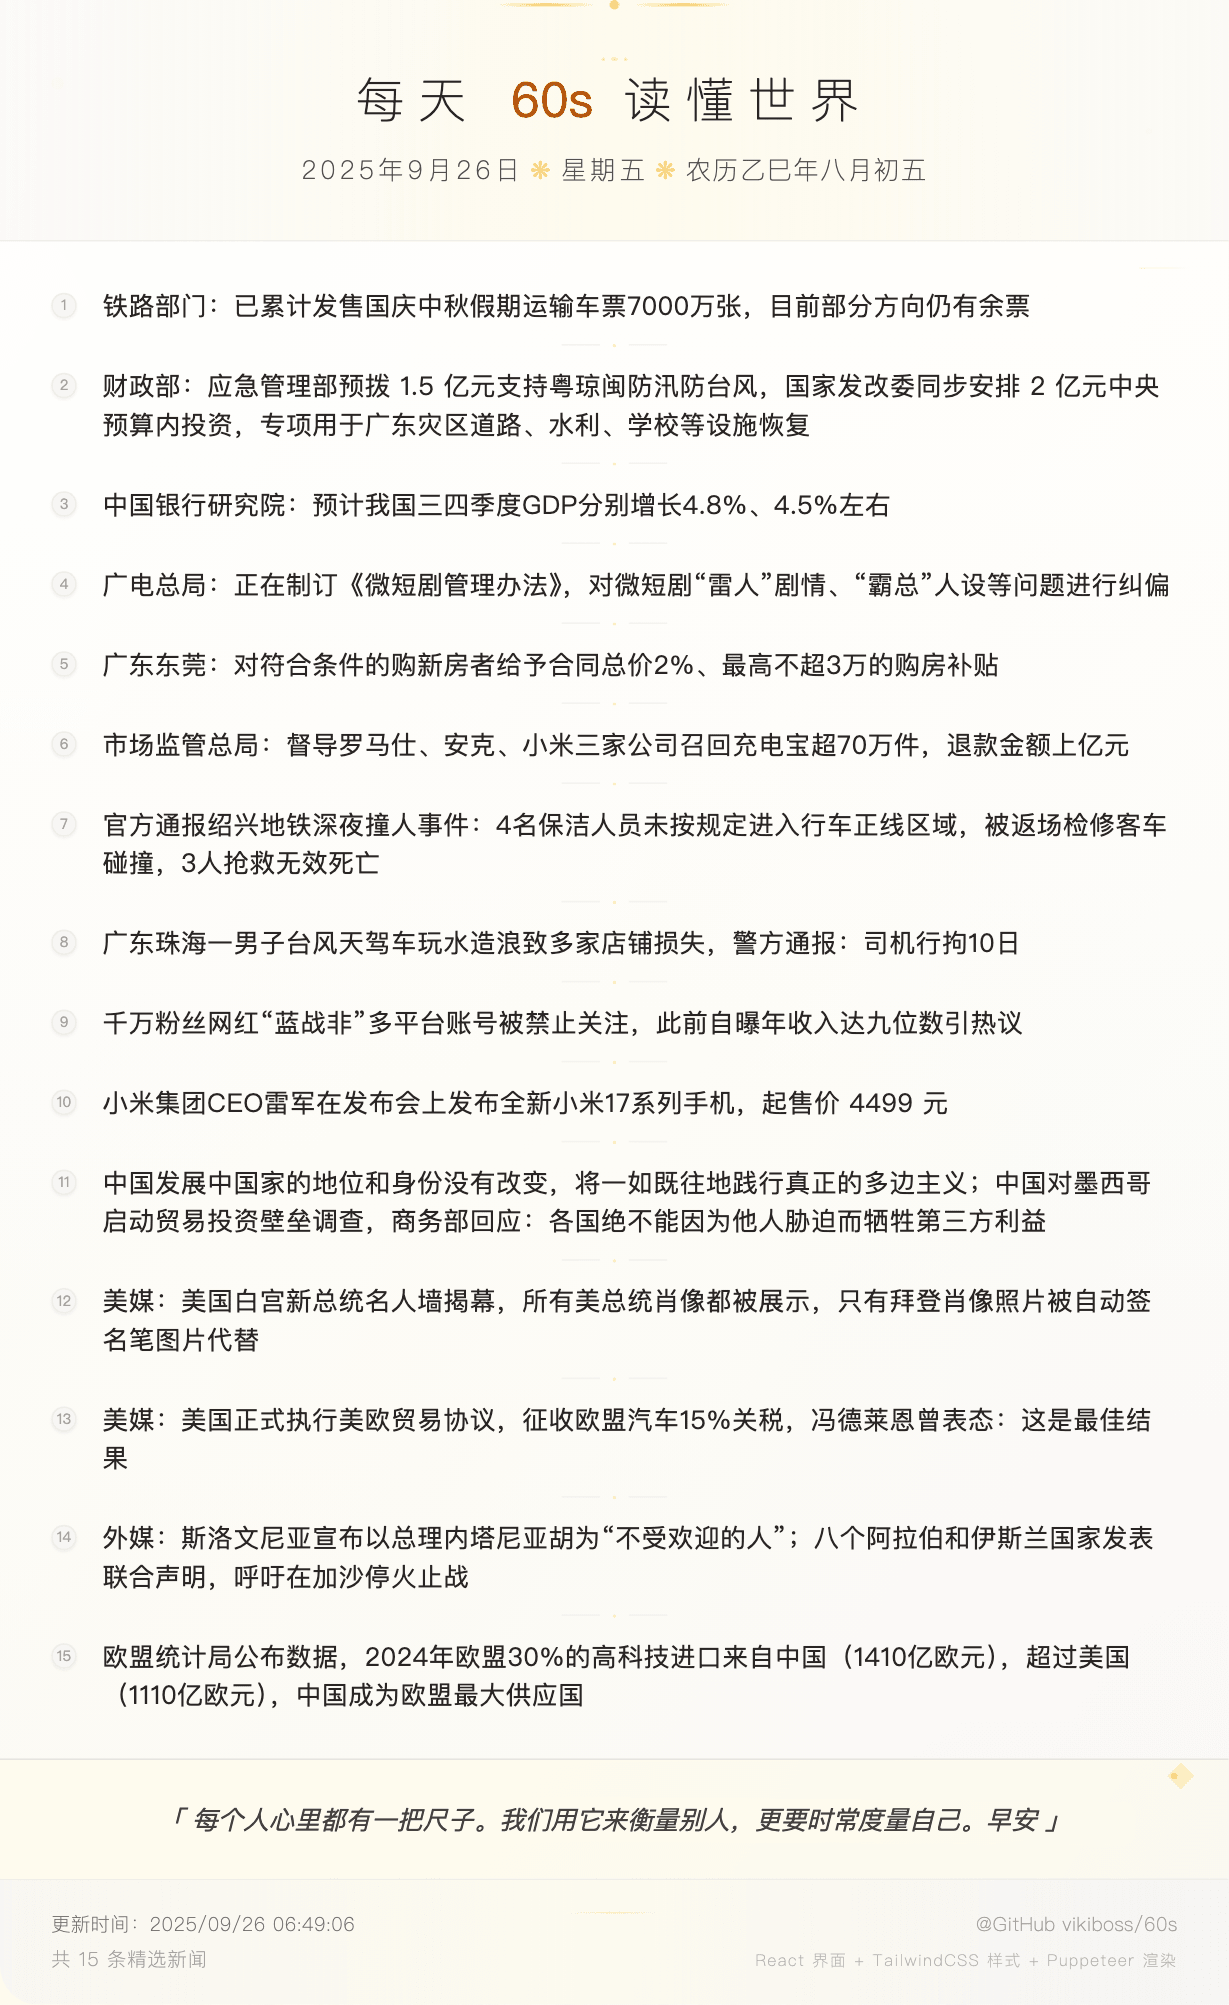 每天 60s 读懂世界
2025年9月26日 ❋ 星期五 ❋ 农历乙巳年八月初五
1 铁路部门：已累计发售国庆中秋假期运输车票7000万张，目前部分方向仍有余票
2 财政部：应急管理部预拨 1.5 亿元支持粤琼闽防汛防台风，国家发改委同步安排 2 亿元中央
预算内投资，专项用于广东灾区道路、水利、学校等设施恢复
3 中国银行研究院：预计我国三四季度GDP分别增长4.8%、4.5%左右
4 广电总局：正在制订《微短剧管理办法》，对微短剧“雷人”剧情、“霸总”人设等问题进行纠偏
5 广东东莞：对符合条件的购新房者给予合同总价2%、最高不超3万的购房补贴
6 市场监管总局：督导罗马仕、安克、小米三家公司召回充电宝超70万件，退款金额上亿元
7 官方通报绍兴地铁深夜撞人事件：4名保洁人员未按规定进入行车正线区域，被返场检修客车
碰撞，3人抢救无效死亡
8 广东珠海一男子台风天驾车玩水造浪致多家店铺损失，警方通报：司机行拘10日
9 千万粉丝网红“蓝战非”多平台账号被禁止关注，此前自曝年收入达九位数引热议
10 小米集团CEO雷军在发布会上发布全新小米17系列手机，起售价 4499 元
11 中国发展中国家的地位和身份没有改变，将一如既往地践行真正的多边主义；中国对墨西哥
启动贸易投资壁垒调查，商务部回应：各国绝不能因为他人胁迫而牺牲第三方利益
12 美媒：美国白宫新总统名人墙揭幕，所有美总统肖像都被展示，只有拜登肖像照片被自动签
名笔图片代替
13 美媒：美国正式执行美欧贸易协议，征收欧盟汽车15%关税，冯德莱恩曾表态：这是最佳结
果
14 外媒：斯洛文尼亚宣布以总理内塔尼亚胡为“不受欢迎的人”；八个阿拉伯和伊斯兰国家发表
联合声明，呼吁在加沙停火止战
15 欧盟统计局公布数据，2024年欧盟30%的高科技进口来自中国（1410亿欧元），超过美国
（1110亿欧元），中国成为欧盟最大供应国
「 每个人心里都有一把尺子。我们用它来衡量别人，更要时常度量自己。早安 」
更新时间：2025/09/26 06:49:06
@GitHub vikiboss/60s
共 15 条精选新闻
React 界面 + TailwindCSS 样式 + Puppeteer 渲染